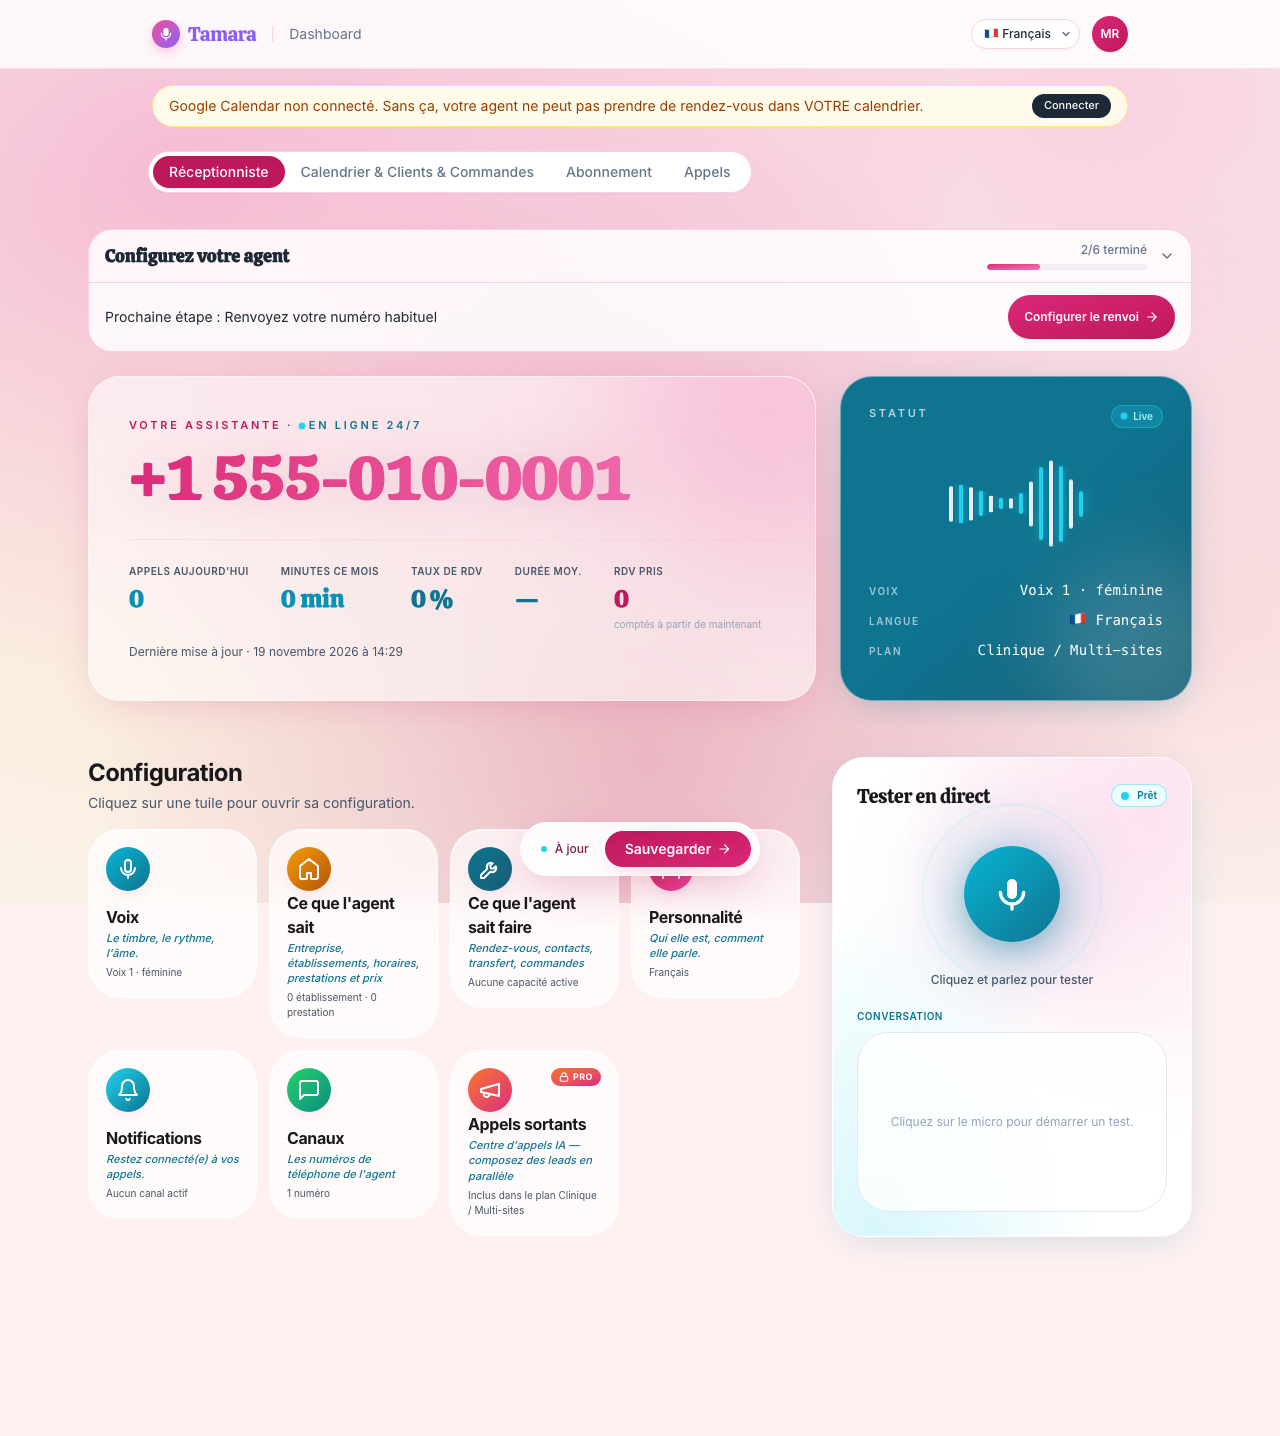 Tamara
Dashboard
🇫🇷 Français
MR
Google Calendar non connecté. Sans ça, votre agent ne peut pas prendre de rendez-vous dans VOTRE calendrier.
Connecter
Réceptionniste
Calendrier & Clients & Commandes
Abonnement
Appels
Configurez votre agent
2/6 terminé
Prochaine étape : Renvoyez votre numéro habituel
Configurer le renvoi →
VOTRE ASSISTANTE · EN LIGNE 24/7
+1 555-010-0001
APPELS AUJOURD'HUI
0
MINUTES CE MOIS
0 min
TAUX DE RDV
0 %
DURÉE MOY.
—
RDV PRIS
0
comptés à partir de maintenant
Dernière mise à jour · 19 novembre 2026 à 14:29
STATUT
Live
VOIX
Voix 1 · féminine
LANGUE
🇫🇷 Français
PLAN
Clinique / Multi-sites
Configuration
Cliquez sur une tuile pour ouvrir sa configuration.
À jour
Sauvegarder →
Voix
Le timbre, le rythme,
l'âme.
Voix 1 · féminine
Ce que l'agent
sait
Entreprise,
établissements, horaires,
prestations et prix
0 établissement · 0
prestation
Ce que l'agent
sait faire
Rendez-vous, contacts,
transfert, commandes
Aucune capacité active
Personnalité
Qui elle est, comment
elle parle.
Français
Notifications
Restez connecté(e) à vos
appels.
Aucun canal actif
Canaux
Les numéros de
téléphone de l'agent
1 numéro
PRO
Appels sortants
Centre d'appels IA —
composez des leads en
parallèle
Inclus dans le plan Clinique
/ Multi-sites
Tester en direct
Prêt
Cliquez et parlez pour tester
CONVERSATION
Cliquez sur le micro pour démarrer un test.